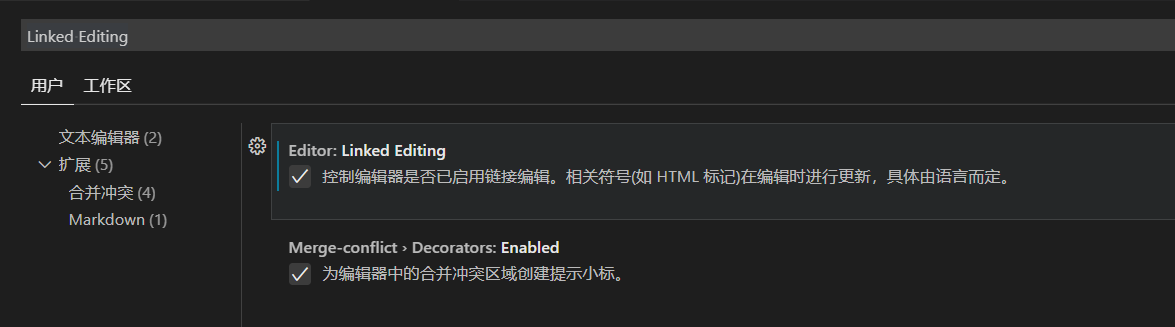 Linked Editing
用户 工作区
文本编辑器 (2)
扩展 (5)
合并冲突 (4)
Markdown (1)
Editor: Linked Editing
控制编辑器是否已启用链接编辑。相关符号(如 HTML 标记)在编辑时进行更新，具体由语言而定。
Merge-conflict › Decorators: Enabled
为编辑器中的合并冲突区域创建提示小标。